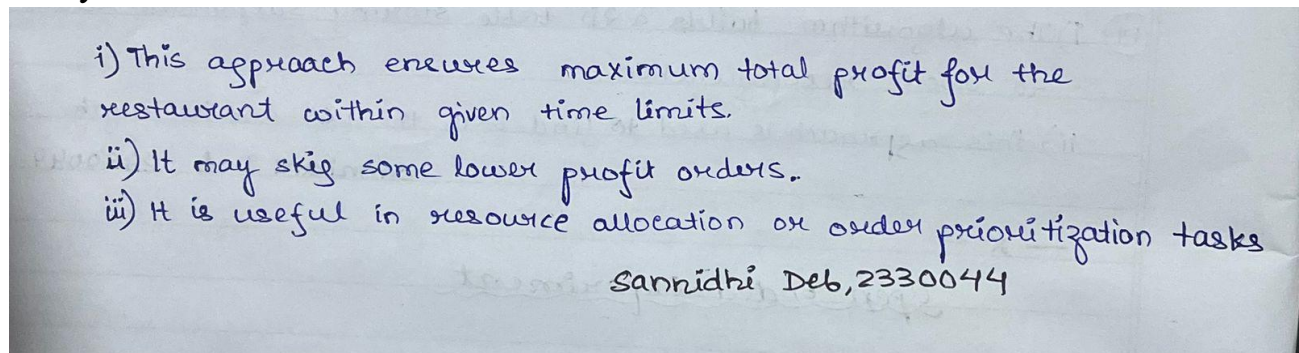 i) This approach ensures maximum total profit for the
restaurant within given time limits.
ii) It may skip some lower profit orders.
iii) It is useful in resource allocation or order prioritization tasks
Sannidhi Deb, 2330044